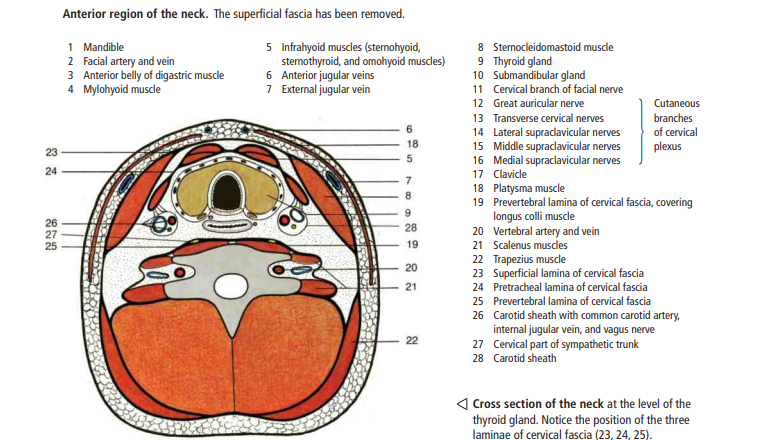 Anterior region of the neck. The superficial fascia has been removed.
1 Mandible
2 Facial artery and vein
3 Anterior belly of digastric muscle
4 Mylohyoid muscle
5 Infrahyoid muscles (sternohyoid,
sternothyroid, and omohyoid muscles)
6 Anterior jugular veins
7 External jugular vein
8 Sternocleidomastoid muscle
9 Thyroid gland
10 Submandibular gland
11 Cervical branch of facial nerve
12 Great auricular nerve
13 Transverse cervical nerves
14 Lateral supraclavicular nerves
15 Middle supraclavicular nerves
16 Medial supraclavicular nerves
Cutaneous
branches
of cervical
plexus
17 Clavicle
18 Platysma muscle
19 Prevertebral lamina of cervical fascia, covering
longus colli muscle
20 Vertebral artery and vein
21 Scalenus muscles
22 Trapezius muscle
23 Superficial lamina of cervical fascia
24 Pretracheal lamina of cervical fascia
25 Prevertebral lamina of cervical fascia
26 Carotid sheath with common carotid artery,
internal jugular vein, and vagus nerve
27 Cervical part of sympathetic trunk
28 Carotid sheath
23
24
26
27
25
6
18
5
7
8
9
28
19
20
21
22
Cross section of the neck at the level of the
thyroid gland. Notice the position of the three
laminae of cervical fascia (23, 24, 25).